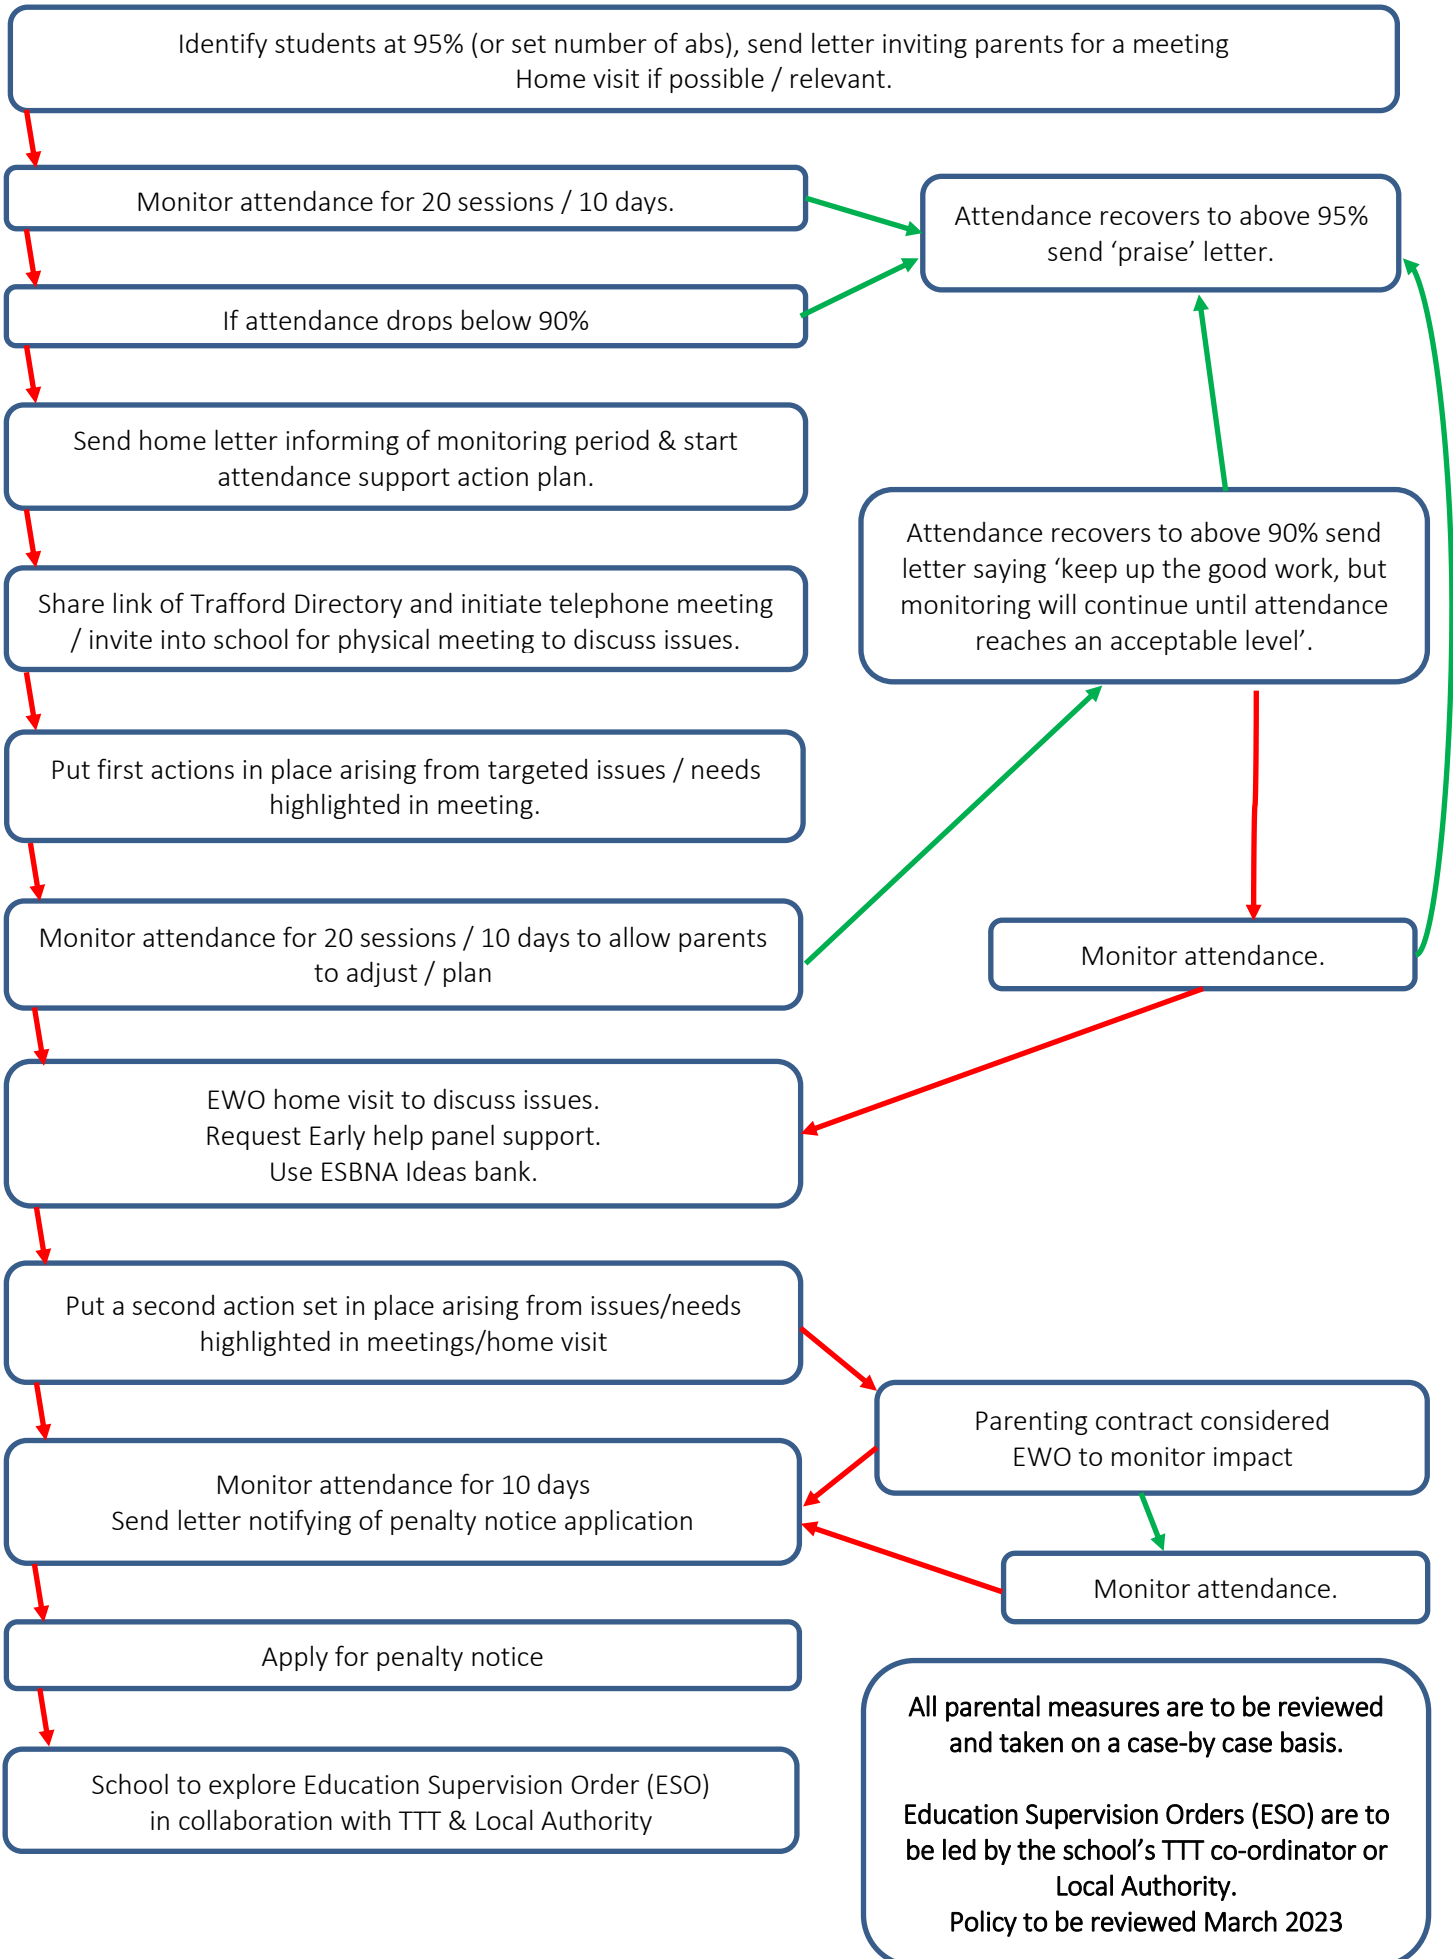 Identify students at 95% (or set number of abs), send letter inviting parents for a meeting
Home visit if possible / relevant.
Monitor attendance for 20 sessions / 10 days.
Attendance recovers to above 95%
send ‘praise’ letter.
If attendance drops below 90%
Send home letter informing of monitoring period & start
attendance support action plan.
Attendance recovers to above 90% send
letter saying ‘keep up the good work, but
monitoring will continue until attendance
reaches an acceptable level’.
Share link of Trafford Directory and initiate telephone meeting
/ invite into school for physical meeting to discuss issues.
Put first actions in place arising from targeted issues / needs
highlighted in meeting.
Monitor attendance for 20 sessions / 10 days to allow parents
to adjust / plan
Monitor attendance.
EWO home visit to discuss issues.
Request Early help panel support.
Use ESBNA Ideas bank.
Put a second action set in place arising from issues/needs
highlighted in meetings/home visit
Parenting contract considered
EWO to monitor impact
Monitor attendance for 10 days
Send letter notifying of penalty notice application
Monitor attendance.
Apply for penalty notice
School to explore Education Supervision Order (ESO)
in collaboration with TTT & Local Authority
All parental measures are to be reviewed
and taken on a case-by case basis.
Education Supervision Orders (ESO) are to
be led by the school’s TTT co-ordinator or
Local Authority.
Policy to be reviewed March 2023